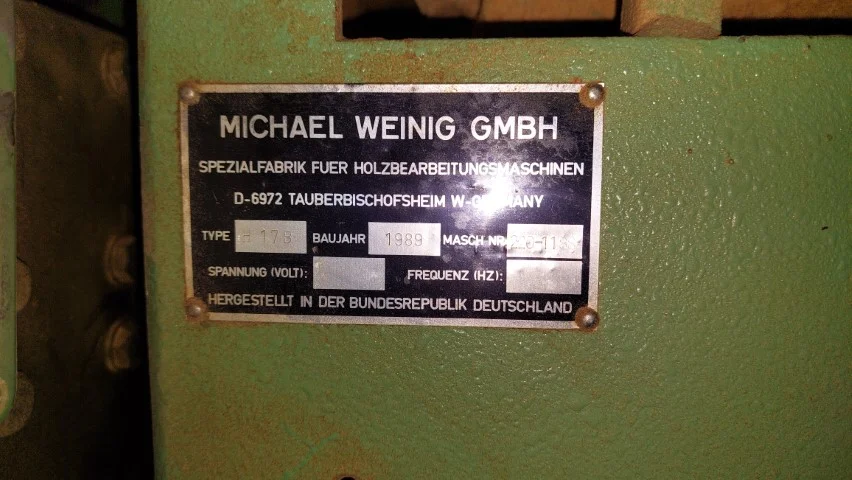 MICHAEL WEINIG GMBH
SPEZIALFABRIK FUER HOLZBEARBEITUNGSMASCHINEN
D-6972 TAUBERBISCHOFSHEIM W-GERMANY
TYPE BAUJAHR 1989 MASCH NR.
SPANNUNG (VOLT): FREQUENZ (HZ):
HERGESTELLT IN DER BUNDESREPUBLIK DEUTSCHLAND